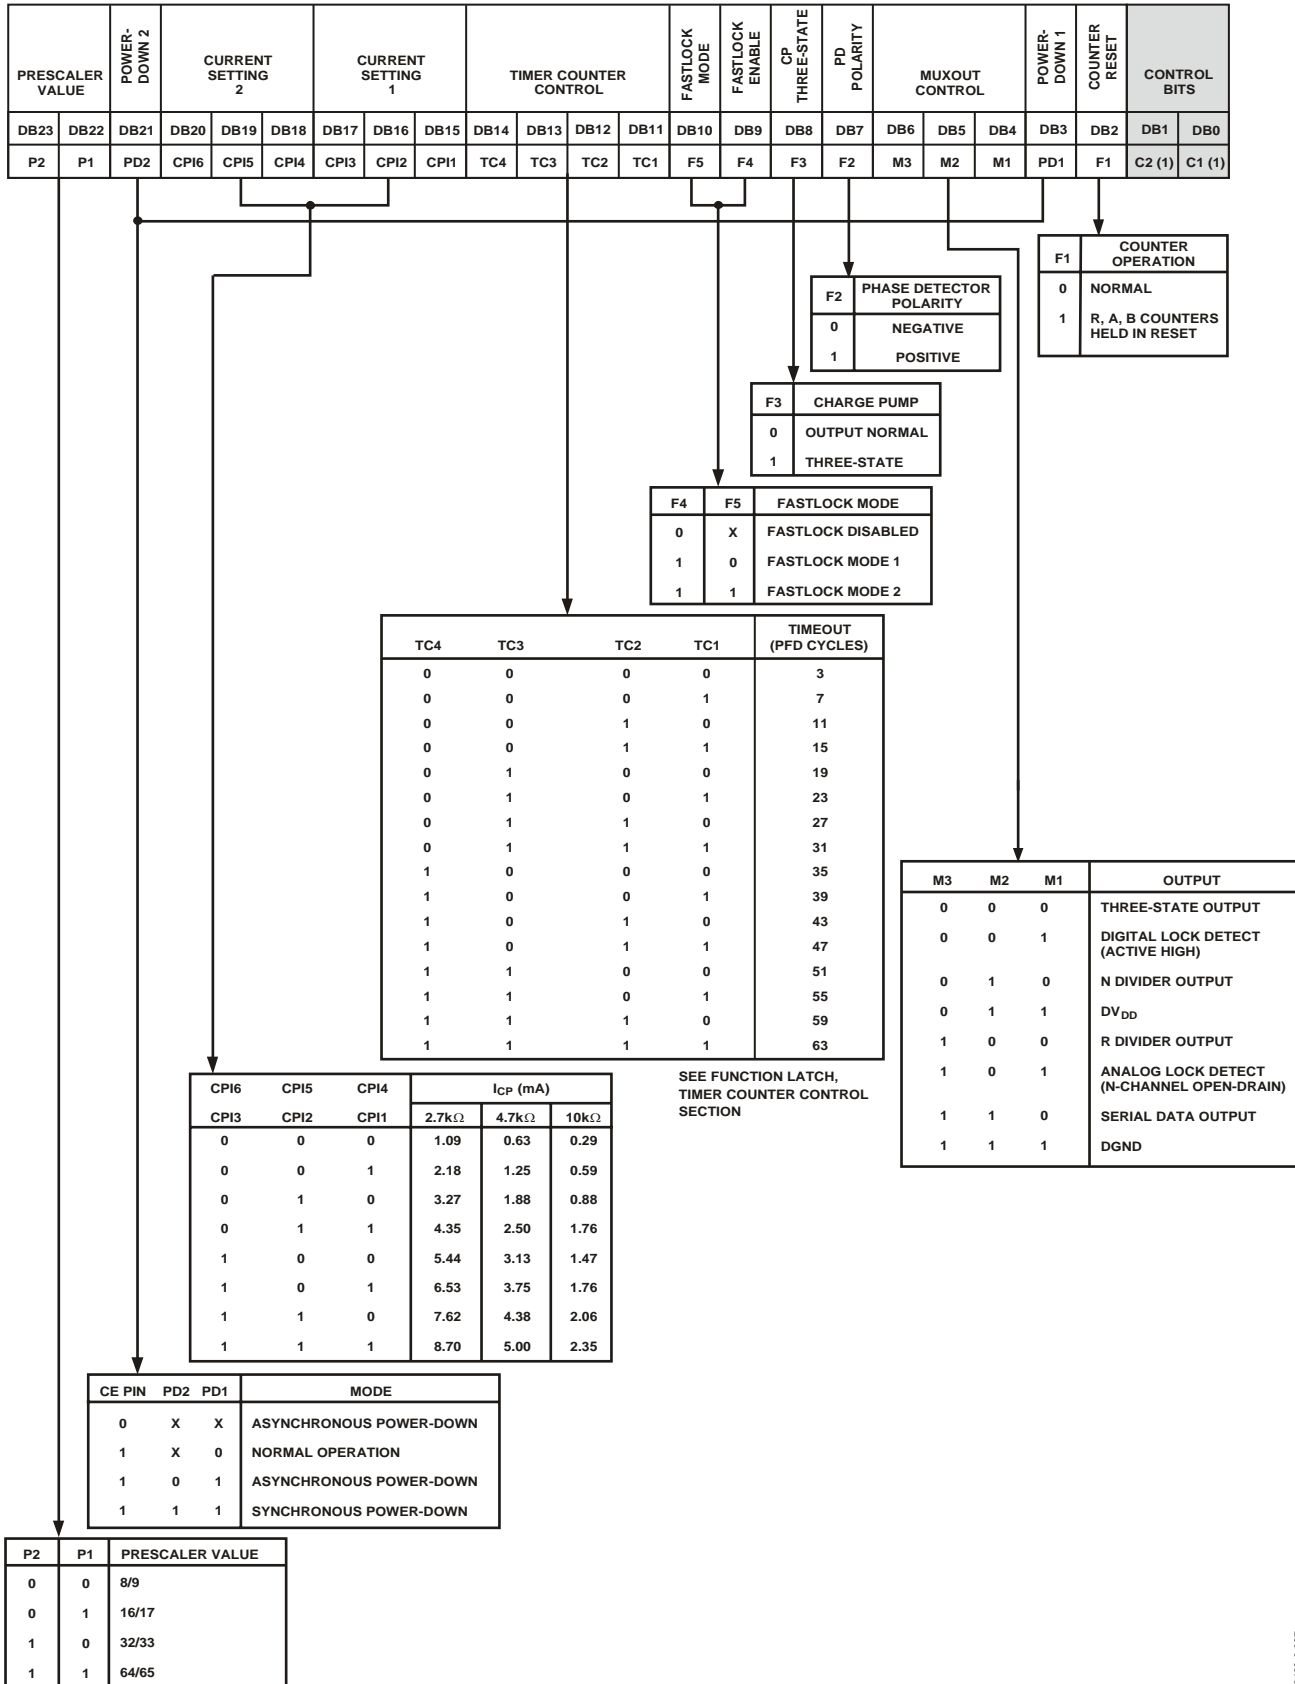 PRESCALER VALUE POWER-DOWN 2 CURRENT SETTING 2 CURRENT SETTING 1 TIMER COUNTER CONTROL FASTLOCK MODE FASTLOCK ENABLE CP THREE-STATE PD POLARITY MUXOUT CONTROL POWER-DOWN 1 COUNTER RESET CONTROL BITS
DB23 DB22 DB21 DB20 DB19 DB18 DB17 DB16 DB15 DB14 DB13 DB12 DB11 DB10 DB9 DB8 DB7 DB6 DB5 DB4 DB3 DB2 DB1 DB0
P2 P1 PD2 CPI6 CPI5 CPI4 CPI3 CPI2 CPI1 TC4 TC3 TC2 TC1 F5 F4 F3 F2 M3 M2 M1 PD1 F1 C2 (1) C1 (1)
F1 COUNTER OPERATION
0 NORMAL
1 R, A, B COUNTERS
HELD IN RESET
F2 PHASE DETECTOR POLARITY
0 NEGATIVE
1 POSITIVE
F3 CHARGE PUMP
0 OUTPUT NORMAL
1 THREE-STATE
F4 F5 FASTLOCK MODE
0 X FASTLOCK DISABLED
1 0 FASTLOCK MODE 1
1 1 FASTLOCK MODE 2
TC4 TC3 TC2 TC1 TIMEOUT (PFD CYCLES)
0 0 0 0 3
0 0 0 1 7
0 0 1 0 11
0 0 1 1 15
0 1 0 0 19
0 1 0 1 23
0 1 1 0 27
0 1 1 1 31
1 0 0 0 35
1 0 0 1 39
1 0 1 0 43
1 0 1 1 47
1 1 0 0 51
1 1 0 1 55
1 1 1 0 59
1 1 1 1 63
SEE FUNCTION LATCH,
TIMER COUNTER CONTROL
SECTION
M3 M2 M1 OUTPUT
0 0 0 THREE-STATE OUTPUT
0 0 1 DIGITAL LOCK DETECT
(ACTIVE HIGH)
0 1 0 N DIVIDER OUTPUT
0 1 1 DVDD
1 0 0 R DIVIDER OUTPUT
1 0 1 ANALOG LOCK DETECT
(N-CHANNEL OPEN-DRAIN)
1 1 0 SERIAL DATA OUTPUT
1 1 1 DGND
CPI6 CPI5 CPI4 ICP (mA)
CPI3 CPI2 CPI1 2.7kΩ 4.7kΩ 10kΩ
0 0 0 1.09 0.63 0.29
0 0 1 2.18 1.25 0.59
0 1 0 3.27 1.88 0.88
0 1 1 4.35 2.50 1.76
1 0 0 5.44 3.13 1.47
1 0 1 6.53 3.75 1.76
1 1 0 7.62 4.38 2.06
1 1 1 8.70 5.00 2.35
CE PIN PD2 PD1 MODE
0 X X ASYNCHRONOUS POWER-DOWN
1 X 0 NORMAL OPERATION
1 0 1 ASYNCHRONOUS POWER-DOWN
1 1 1 SYNCHRONOUS POWER-DOWN
P2 P1 PRESCALER VALUE
0 0 8/9
0 1 16/17
1 0 32/33
1 1 64/65